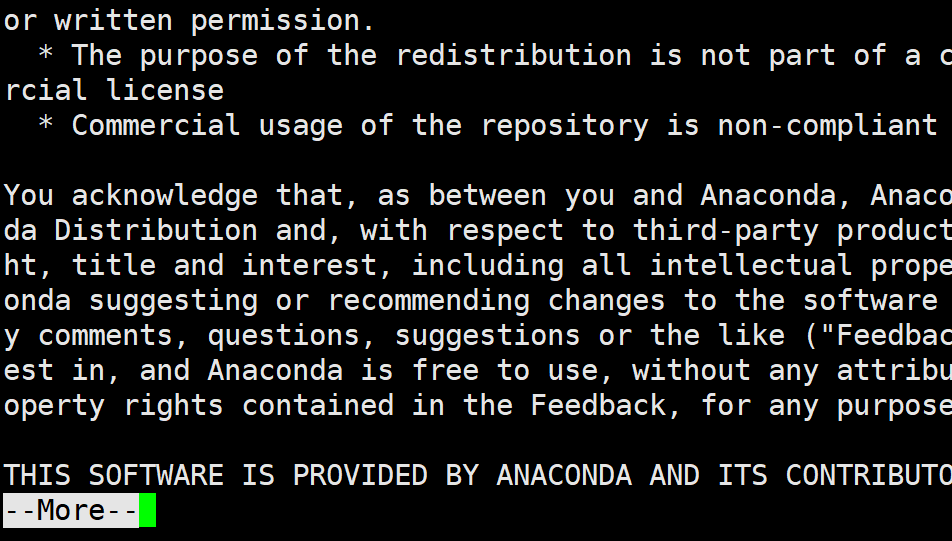 or written permission.
* The purpose of the redistribution is not part of a c
rcial license
* Commercial usage of the repository is non-compliant
You acknowledge that, as between you and Anaconda, Anaco
da Distribution and, with respect to third-party product
ht, title and interest, including all intellectual prope
onda suggesting or recommending changes to the software
y comments, questions, suggestions or the like ("Feedbac
est in, and Anaconda is free to use, without any attribu
operty rights contained in the Feedback, for any purpose
THIS SOFTWARE IS PROVIDED BY ANACONDA AND ITS CONTRIBUTO
--More--